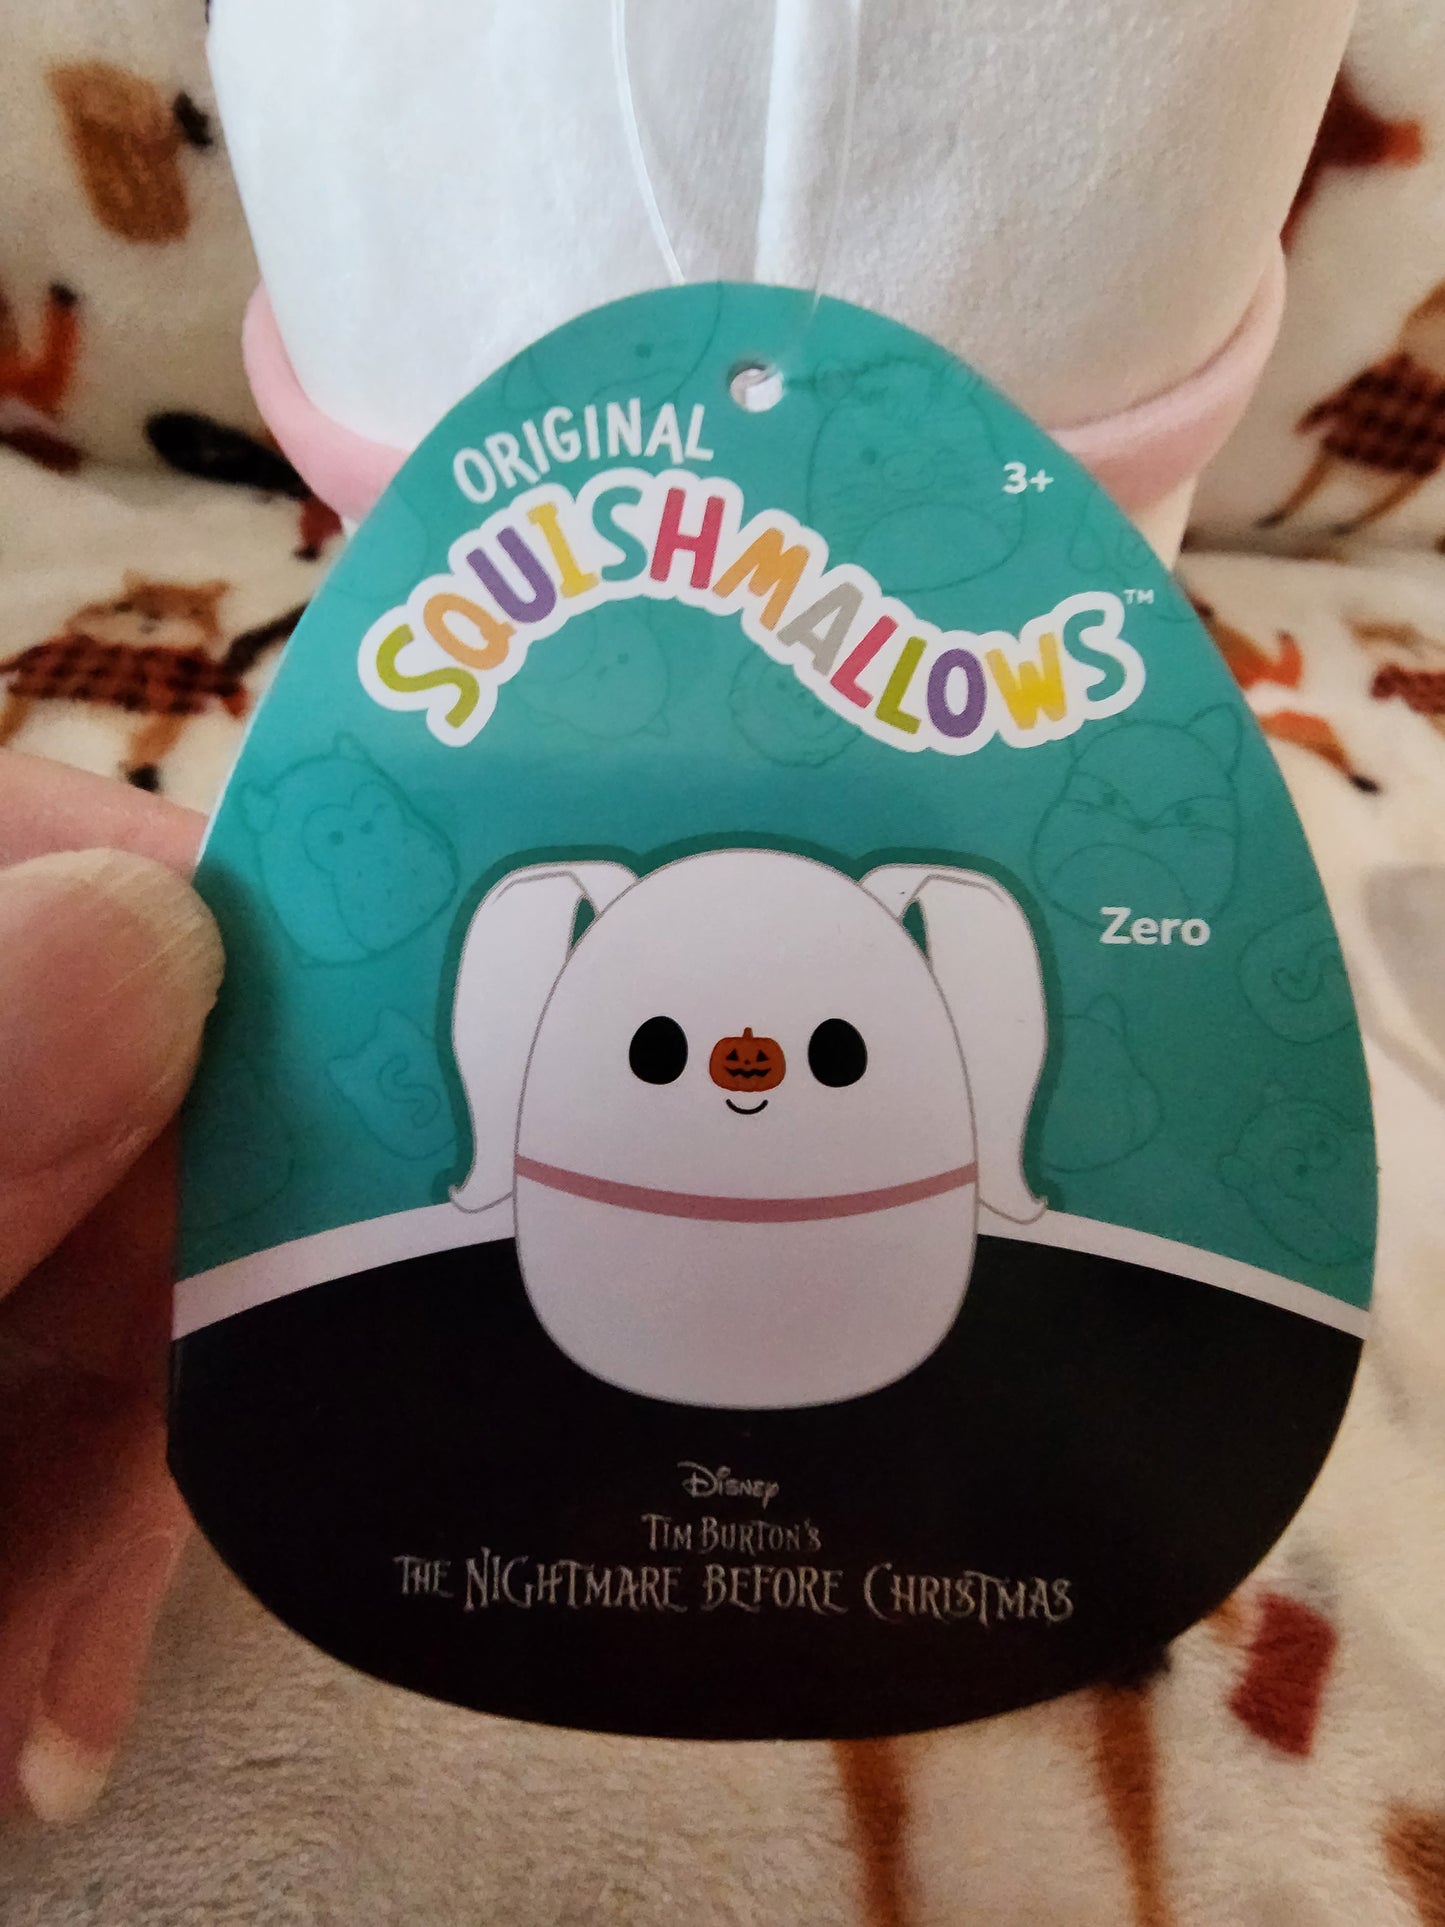 ORIGINAL
SQUISHMALLOWS™
3+
Zero
S
S
Disney
TIM BURTON'S
THE NIGHTMARE BEFORE CHRISTMAS